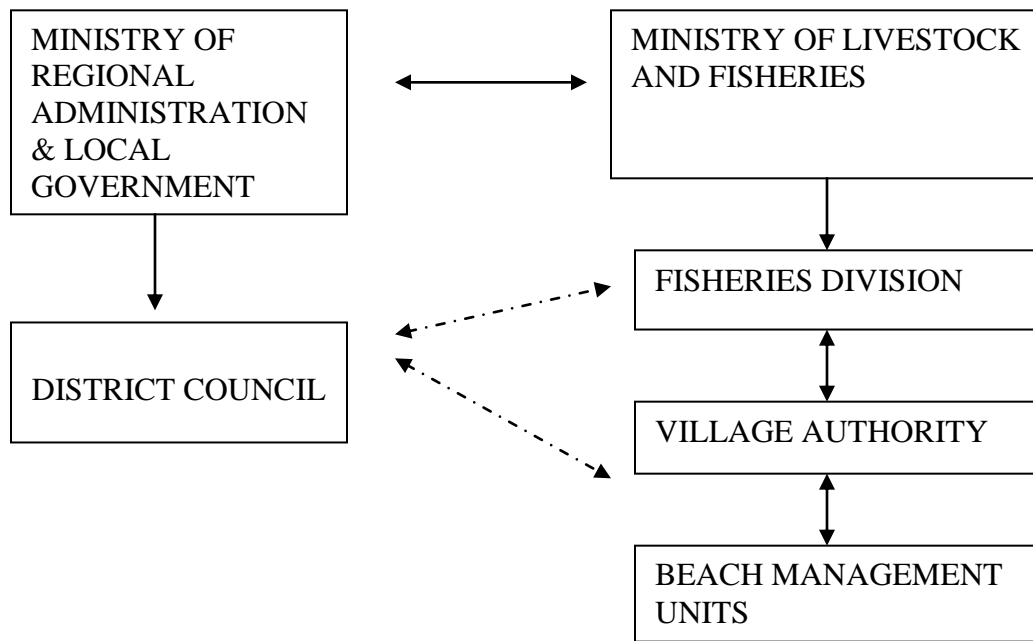 MINISTRY OF
REGIONAL
ADMINISTRATION
& LOCAL
GOVERNMENT
MINISTRY OF LIVESTOCK
AND FISHERIES
FISHERIES DIVISION
DISTRICT COUNCIL
VILLAGE AUTHORITY
BEACH MANAGEMENT
UNITS